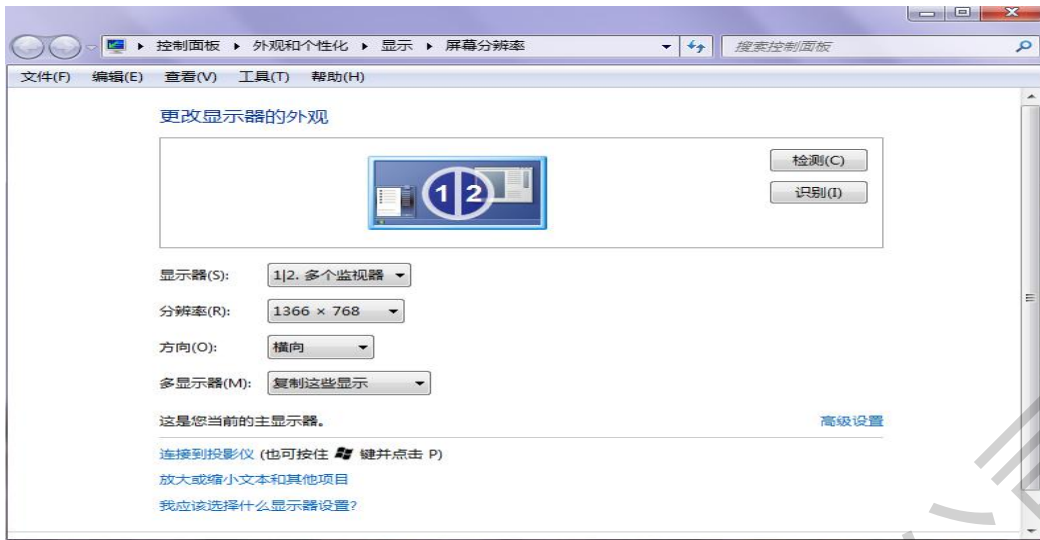 控制面板 ▸ 外观和个性化 ▸ 显示 ▸ 屏幕分辨率 搜索控制面板
文件(F) 编辑(E) 查看(V) 工具(T) 帮助(H)
更改显示器的外观
检测(C)
1 2
识别(I)
显示器(S): 1|2. 多个监视器
分辨率(R): 1366 × 768
方向(O): 横向
多显示器(M): 复制这些显示
这是您当前的主显示器。 高级设置
连接到投影仪 (也可按住 键并点击 P)
放大或缩小文本和其他项目
我应该选择什么显示器设置?